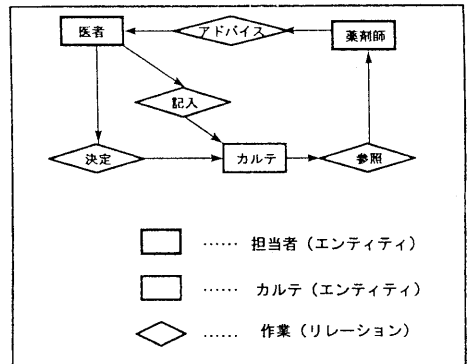 医者
アドバイス
薬剤師
記入
決定
カルテ
参照
…… 担当者（エンティティ）
…… カルテ（エンティティ）
…… 作業（リレーション）